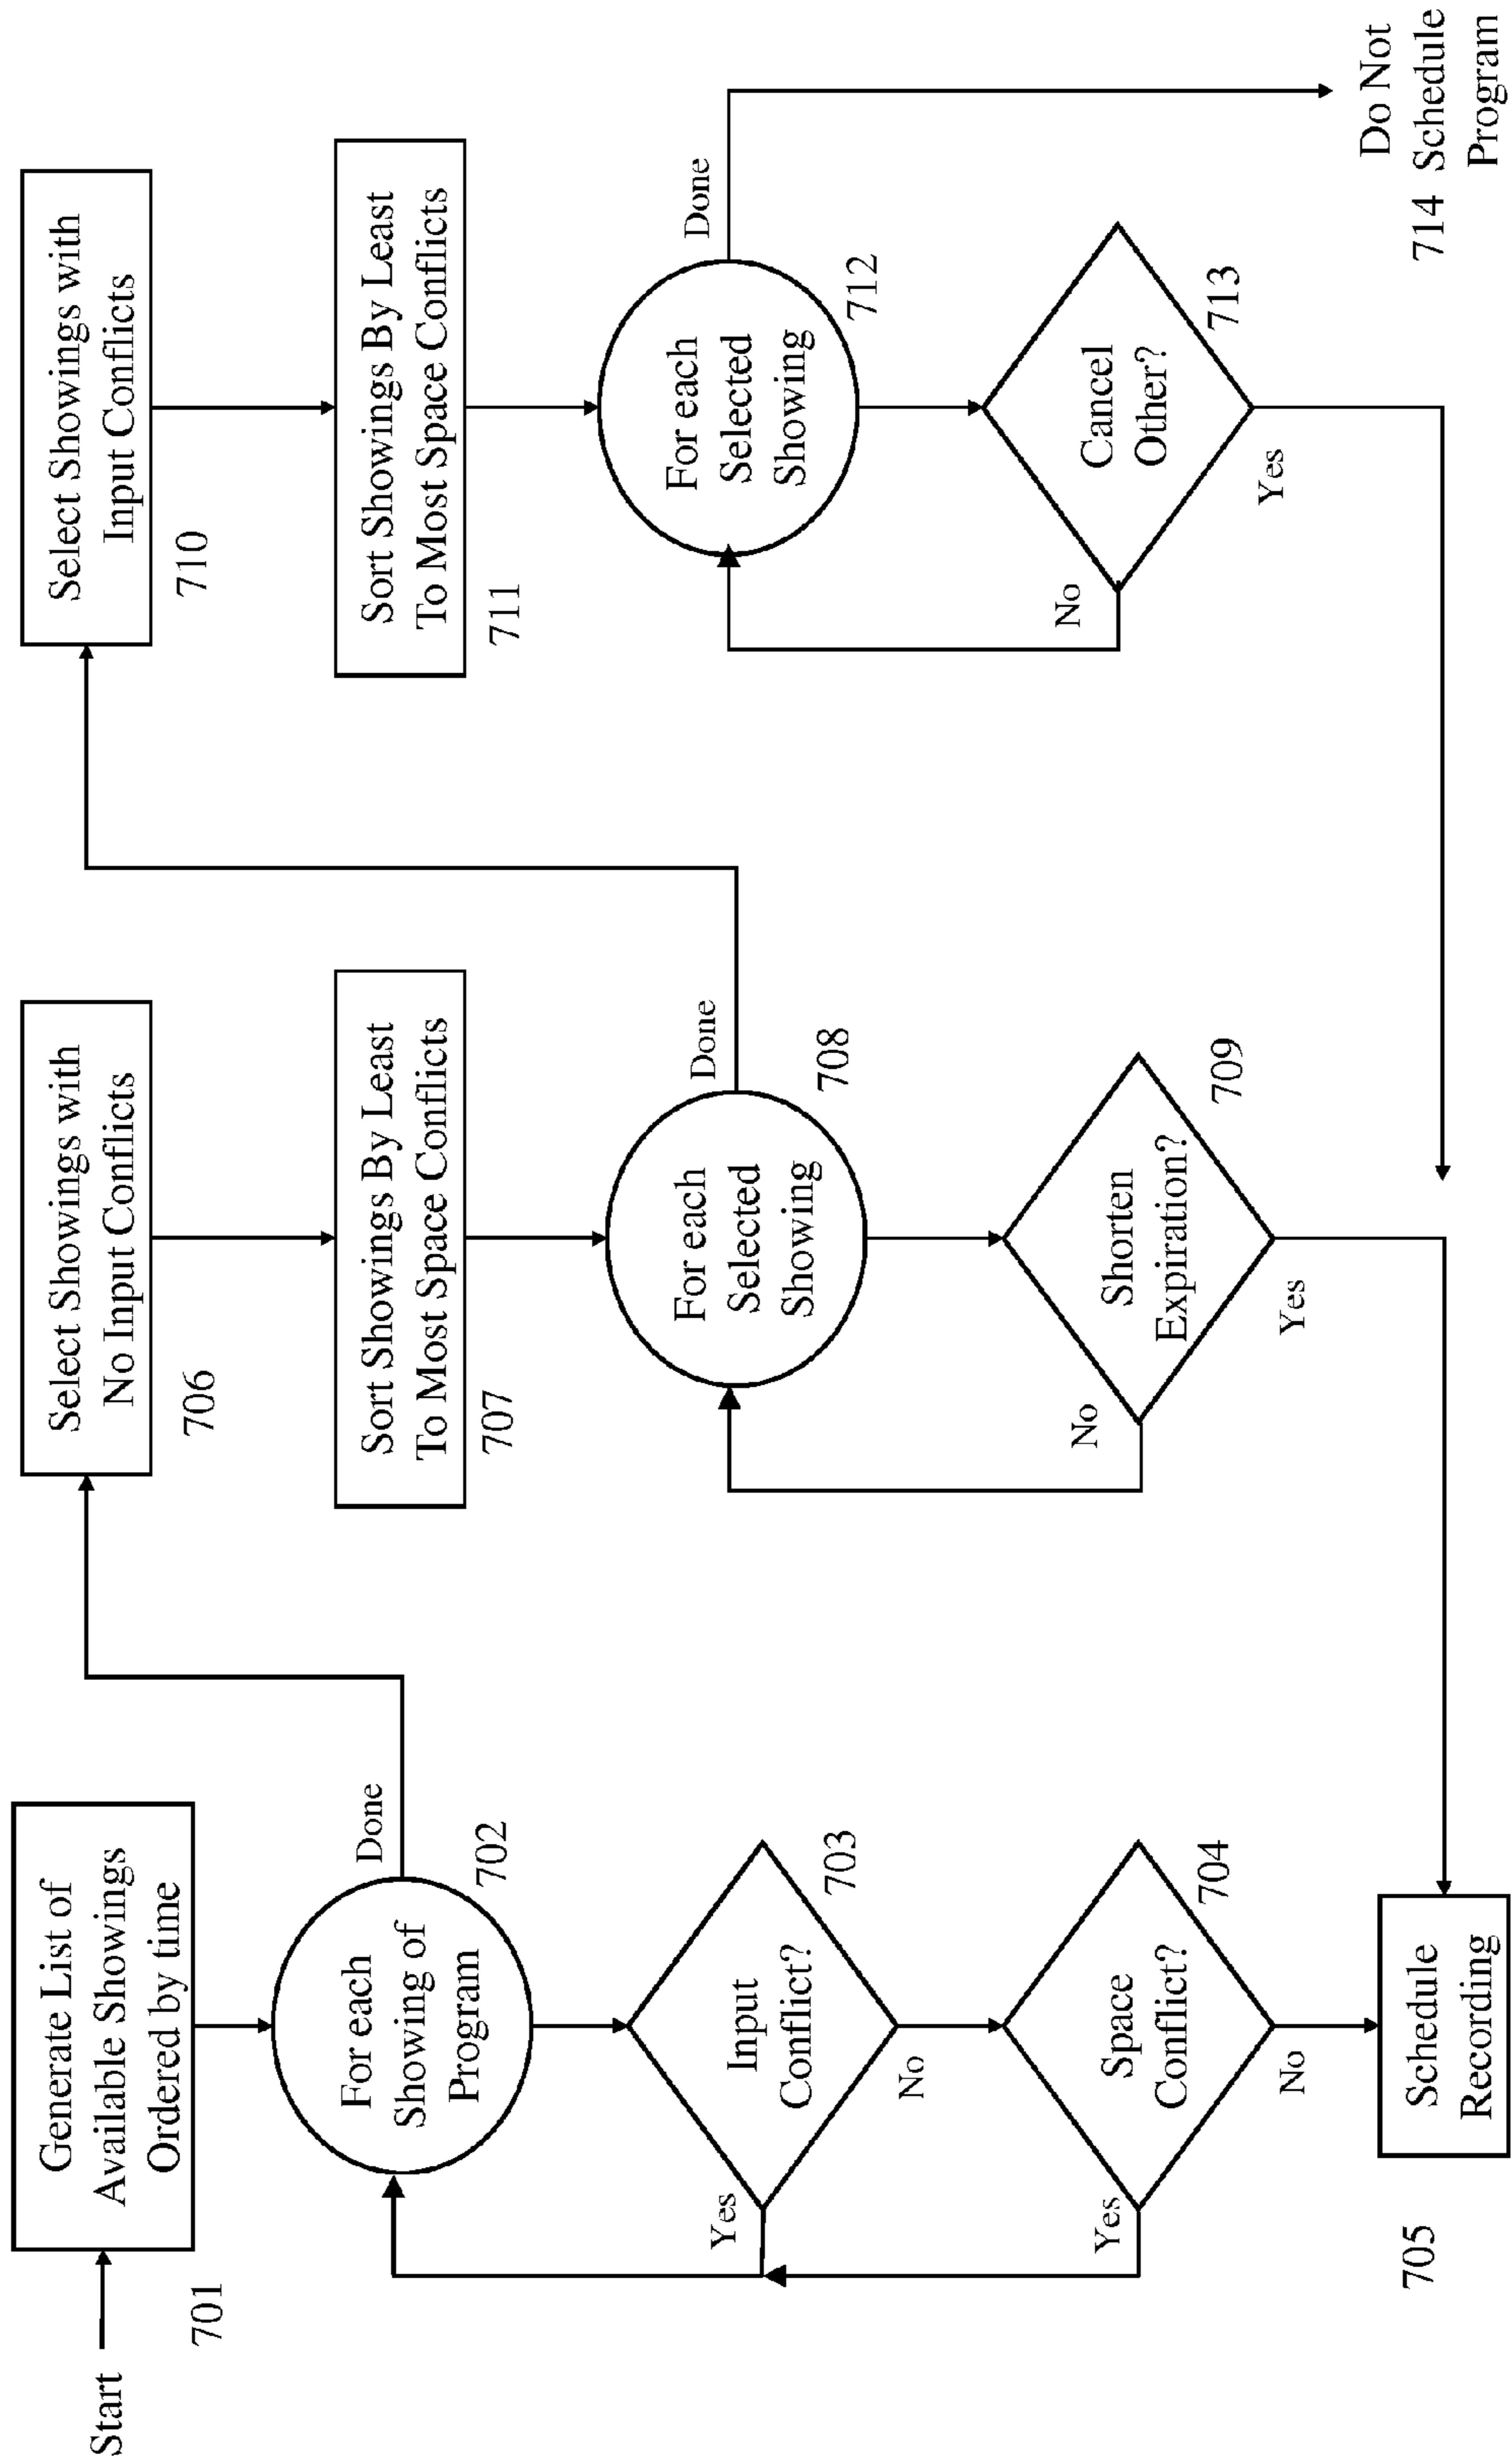 Start
Generate List of
Available Showings
Ordered by time
701
For each
Showing of
Program
702
Done
Input
Conflict?
703
Yes
No
Space
Conflict?
704
Yes
No
Schedule
Recording
705
Select Showings with
No Input Conflicts
706
Sort Showings By Least
To Most Space Conflicts
707
For each
Selected
Showing
708
Done
Shorten
Expiration?
709
No
Yes
Select Showings with
Input Conflicts
710
Sort Showings By Least
To Most Space Conflicts
711
For each
Selected
Showing
712
Done
Cancel
Other?
713
No
Yes
Do Not
714 Schedule
Program